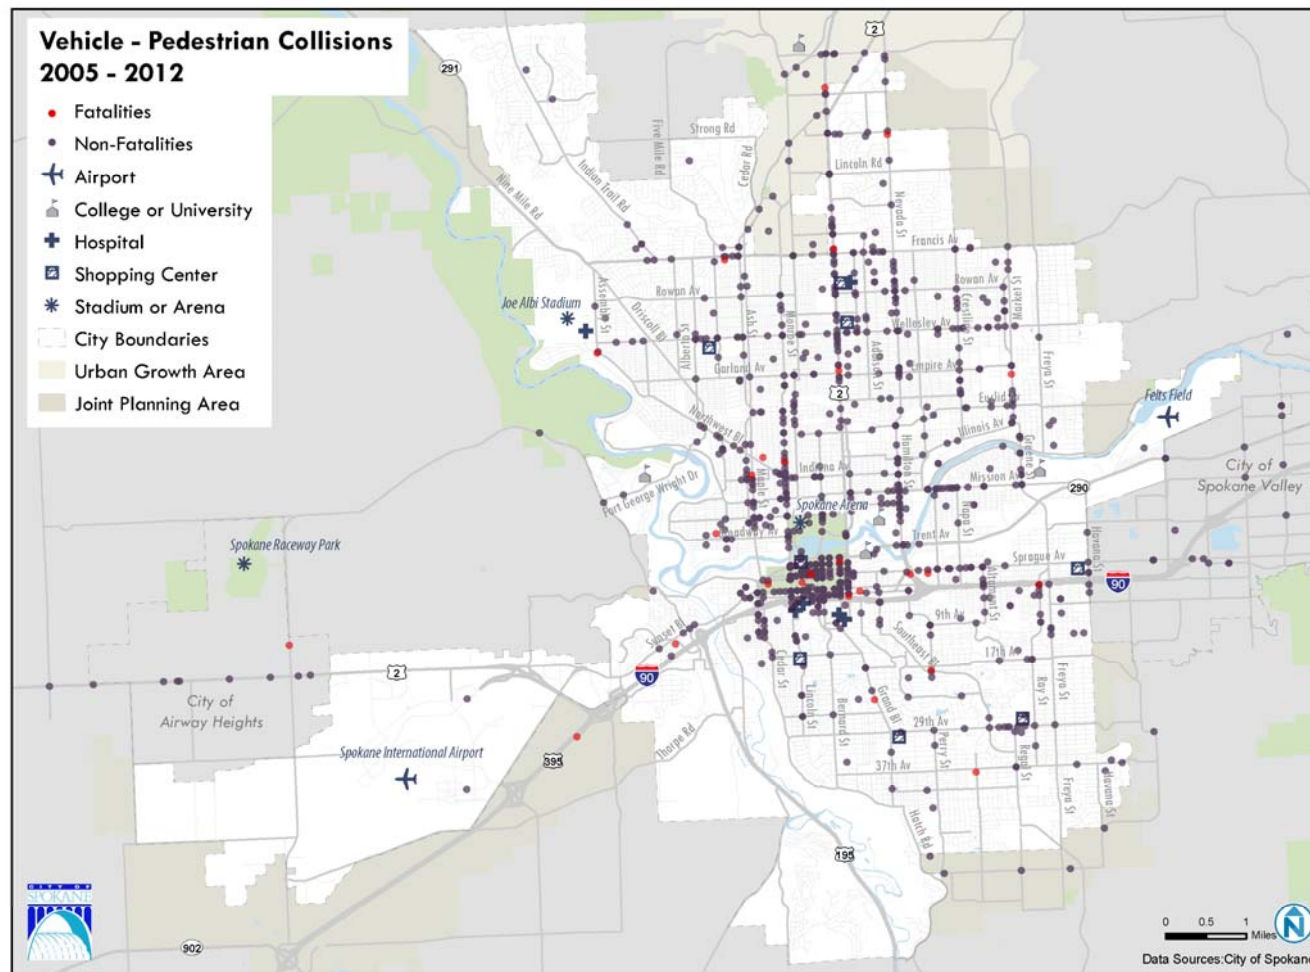 Vehicle - Pedestrian Collisions
2005 - 2012
Fatalities
Non-Fatalities
Airport
College or University
Hospital
Shopping Center
Stadium or Arena
City Boundaries
Urban Growth Area
Joint Planning Area
2
291
Strong Rd
Five Mile Rd
Cedar Rd
Lincoln Rd
Indian Trail Rd
Nine Mile Rd
Nevada St
Francis Av
Rowan Av
Rowan Av
Market St
Assembly St
Joe Albi Stadium
Driscoll Bl
Ash St
Monroe St
Crestline St
Wellesley Av
Alberta St
Garland Av
Addison St
Empire Av
Freya St
2
Euclid Av
Felts Field
Northwest Bl
Illinois Av
Hamilton St
Greene St
Indiana Av
Maple St
Mission Av
City of
Spokane Valley
290
Fort George Wright Dr
Spokane Arena
Napa St
Broadway Av
Trent Av
Spokane Raceway Park
Sprague Av
Havana St
90
Altamont St
9th Av
Sunset Bl
Southeast Bl
17th Av
2
90
Cedar St
Lincoln St
Grand Bl
Ray St
Freya St
City of
Airway Heights
Bernard St
29th Av
Thorpe Rd
Perry St
Regal St
Spokane International Airport
395
37th Av
Freya St
Havana St
Hatch Rd
195
CITY OF
SPOKANE
902
0 0.5 1
Miles
N
Data Sources:City of Spokane